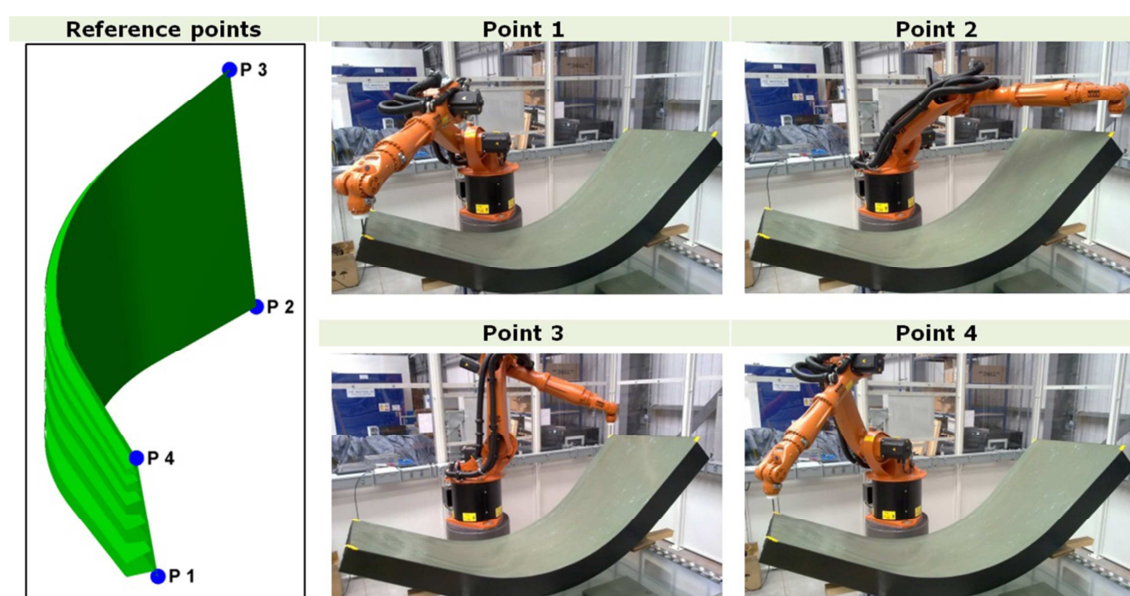 Reference points
Point 1
Point 2
P 3
P 2
P 4
P 1
Point 3
Point 4